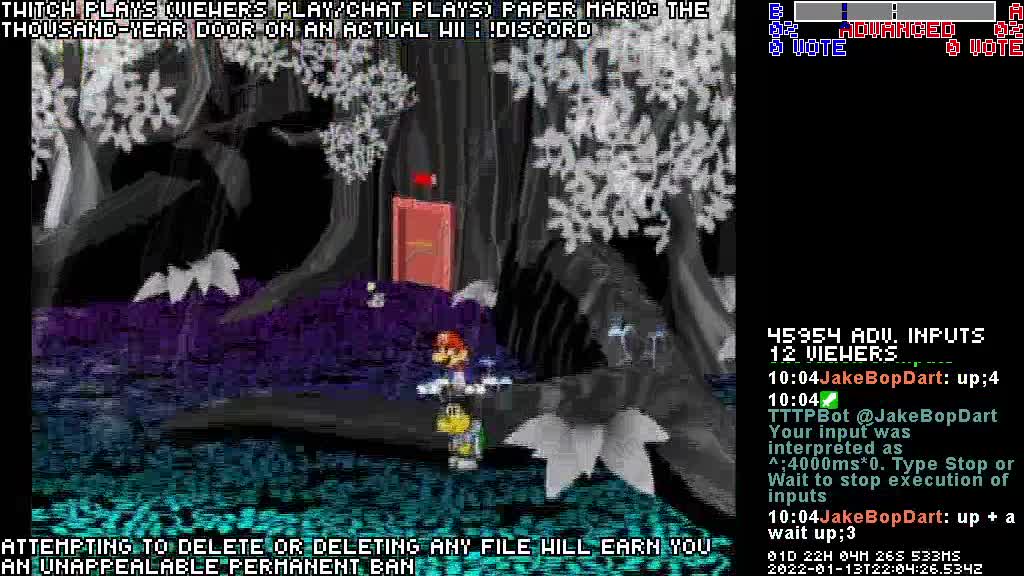 TWITCH PLAYS (VIEWERS PLAY/CHAT PLAYS) PAPER MARIO: THE
THOUSAND-YEAR DOOR ON AN ACTUAL WII : !DISCORD
B A
0% ADVANCED 0%
0 VOTE 0 VOTE
45954 ADV. INPUTS
12 VIEWERS
10:04JakeBopDart: up;4
10:04
TTTPBot @JakeBopDart
Your input was
interpreted as
^;4000ms*0. Type Stop or
Wait to stop execution of
inputs
10:04JakeBopDart: up + a
wait up;3
ATTEMPTING TO DELETE OR DELETING ANY FILE WILL EARN YOU
AN UNAPPEALABLE PERMANENT BAN
01D 22H 04M 26S 533MS
2022-01-13T22:04:26.534Z